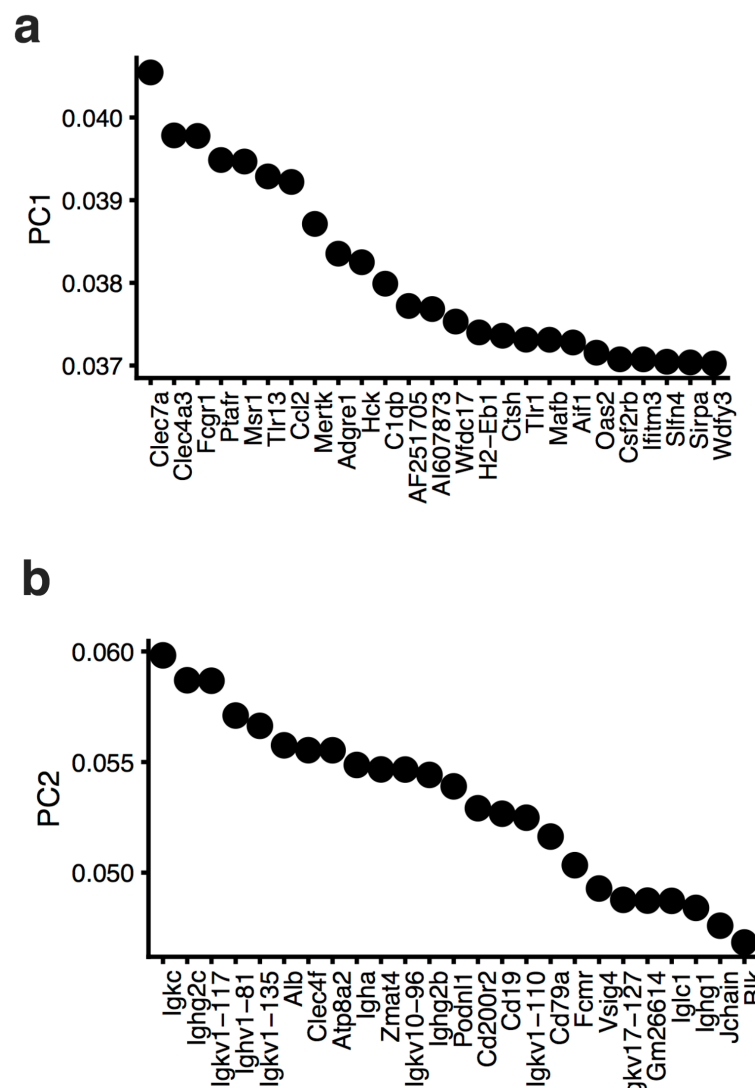 a
PC1
0.040
0.039
0.038
0.037
Clec7a
Clec4a3
Fcgr1
Ptafr
Msr1
Tlr13
Ccl2
Mertk
Adgre1
Hck
C1qb
AF251705
AI607873
Wfdc17
H2−Eb1
Ctsh
Tlr1
Mafb
Aif1
Oas2
Csf2rb
Ifitm3
Slfn4
Sirpa
Wdfy3
b
PC2
0.060
0.055
0.050
Igkc
Ighg2c
Igkv1−117
Ighv1−81
Igkv1−135
Alb
Clec4f
Atp8a2
Igha
Zmat4
Igkv10−96
Ighg2b
Podnl1
Cd200r2
Cd19
Igkv1−110
Cd79a
Fcmr
Vsig4
gkv17−127
Gm26614
Iglc1
Ighg1
Jchain
Blk